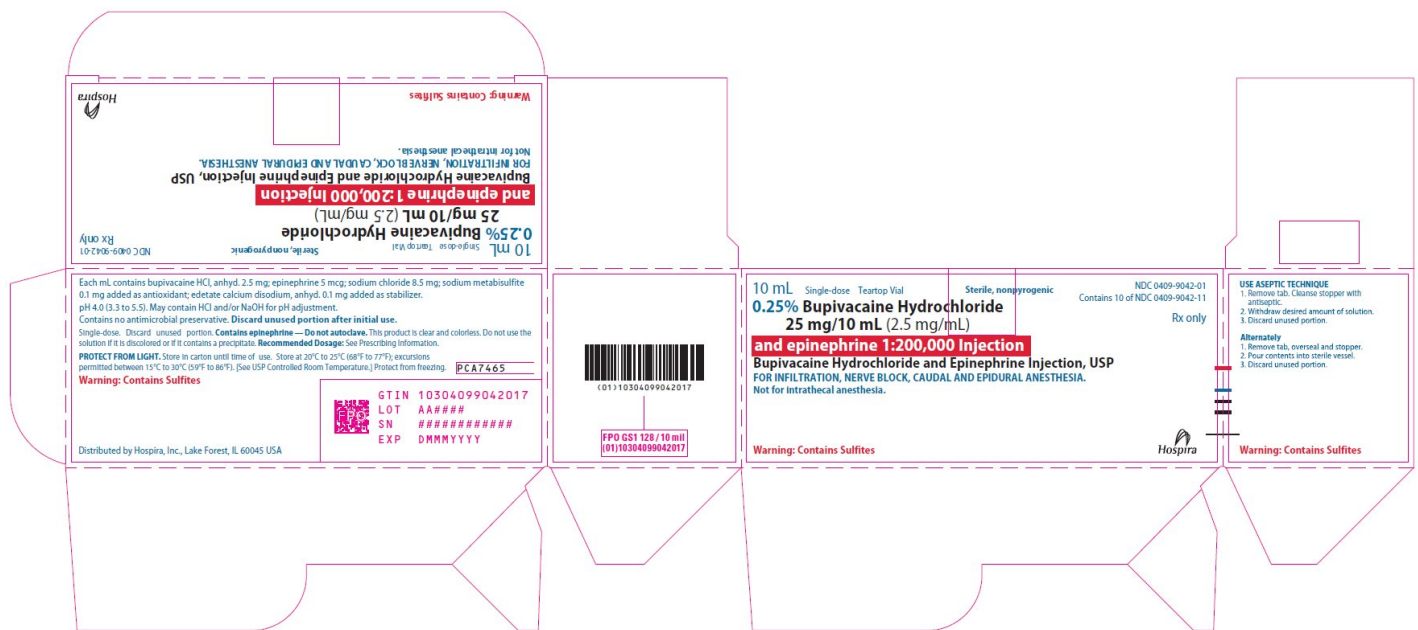 Hospira
Warning: Contains Sulfites
Not for intrathecal anesthesia.
FOR INFILTRATION, NERVE BLOCK, CAUDAL AND EPIDURAL ANESTHESIA.
Bupivacaine Hydrochloride and Epinephrine Injection, USP
and epinephrine 1:200,000 Injection
25 mg/10 mL (2.5 mg/mL)
0.25% Bupivacaine Hydrochloride
10 mL Single-dose Teartop Vial Sterile, nonpyrogenic NDC 0409-9042-01
Rx only
Each mL contains bupivacaine HCl, anhyd. 2.5 mg; epinephrine 5 mcg; sodium chloride 8.5 mg; sodium metabisulfite
0.1 mg added as antioxidant; edetate calcium disodium, anhyd. 0.1 mg added as stabilizer.
pH 4.0 (3.3 to 5.5). May contain HCl and/or NaOH for pH adjustment.
Contains no antimicrobial preservative. Discard unused portion after initial use.
Single-dose. Discard unused portion. Contains epinephrine — Do not autoclave. This product is clear and colorless. Do not use the
solution if it is discolored or if it contains a precipitate. Recommended Dosage: See Prescribing Information.
PROTECT FROM LIGHT. Store in carton until time of use. Store at 20°C to 25°C (68°F to 77°F); excursions
permitted between 15°C to 30°C (59°F to 86°F). [See USP Controlled Room Temperature.] Protect from freezing.
PCA7465
Warning: Contains Sulfites
FPO
GTIN 10304099042017
LOT AA####
SN ############
EXP DMMMYYYY
Distributed by Hospira, Inc., Lake Forest, IL 60045 USA
(01)10304099042017
FPO GS1 128 / 10 mil
(01)10304099042017
10 mL Single-dose Teartop Vial Sterile, nonpyrogenic NDC 0409-9042-01
Contains 10 of NDC 0409-9042-11
Rx only
0.25% Bupivacaine Hydrochloride
25 mg/10 mL (2.5 mg/mL)
and epinephrine 1:200,000 Injection
Bupivacaine Hydrochloride and Epinephrine Injection, USP
FOR INFILTRATION, NERVE BLOCK, CAUDAL AND EPIDURAL ANESTHESIA.
Not for intrathecal anesthesia.
Warning: Contains Sulfites
Hospira
USE ASEPTIC TECHNIQUE
1. Remove tab. Cleanse stopper with
antiseptic.
2. Withdraw desired amount of solution.
3. Discard unused portion.
Alternately
1. Remove tab, overseal and stopper.
2. Pour contents into sterile vessel.
3. Discard unused portion.
Warning: Contains Sulfites